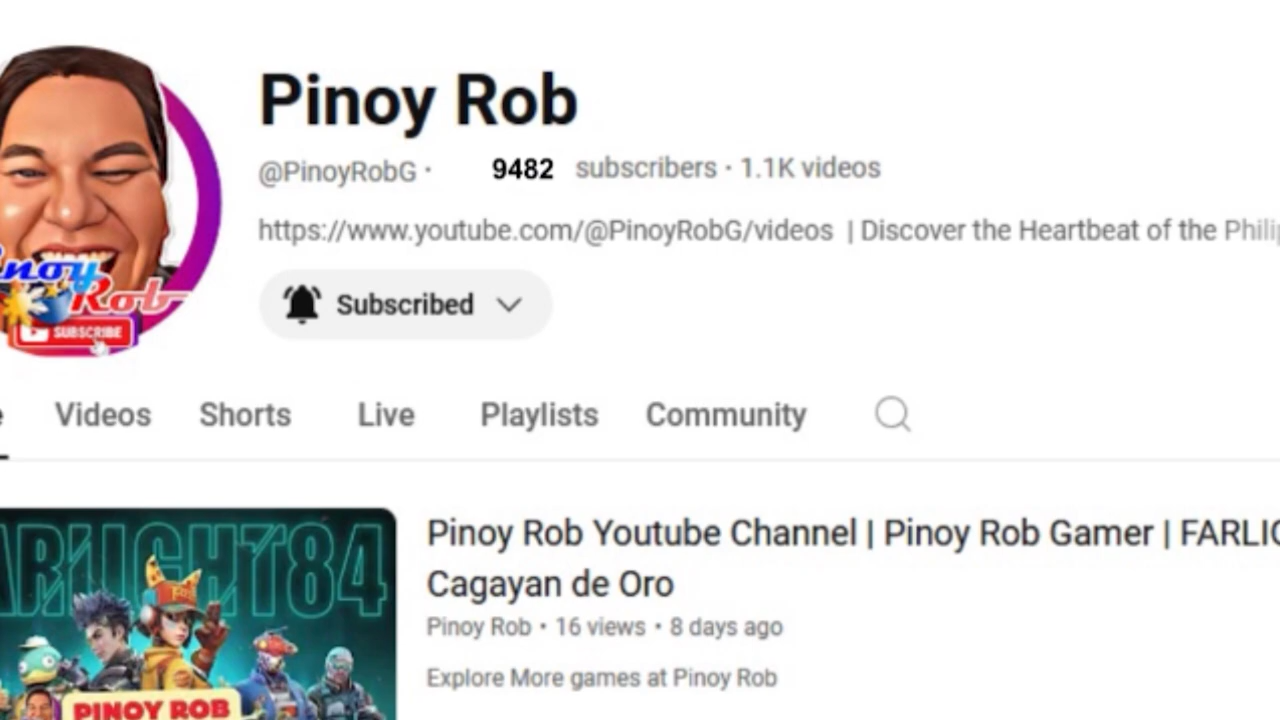 Pinoy Rob
@PinoyRobG · 9482 subscribers · 1.1K videos
https://www.youtube.com/@PinoyRobG/videos | Discover the Heartbeat of the
Rob
SUBSCRIBE
Subscribed
Videos Shorts Live Playlists Community
Pinoy Rob Youtube Channel | Pinoy Rob Gamer |
Cagayan de Oro
Pinoy Rob • 16 views • 8 days ago
Explore More games at Pinoy Rob
PINOY ROB